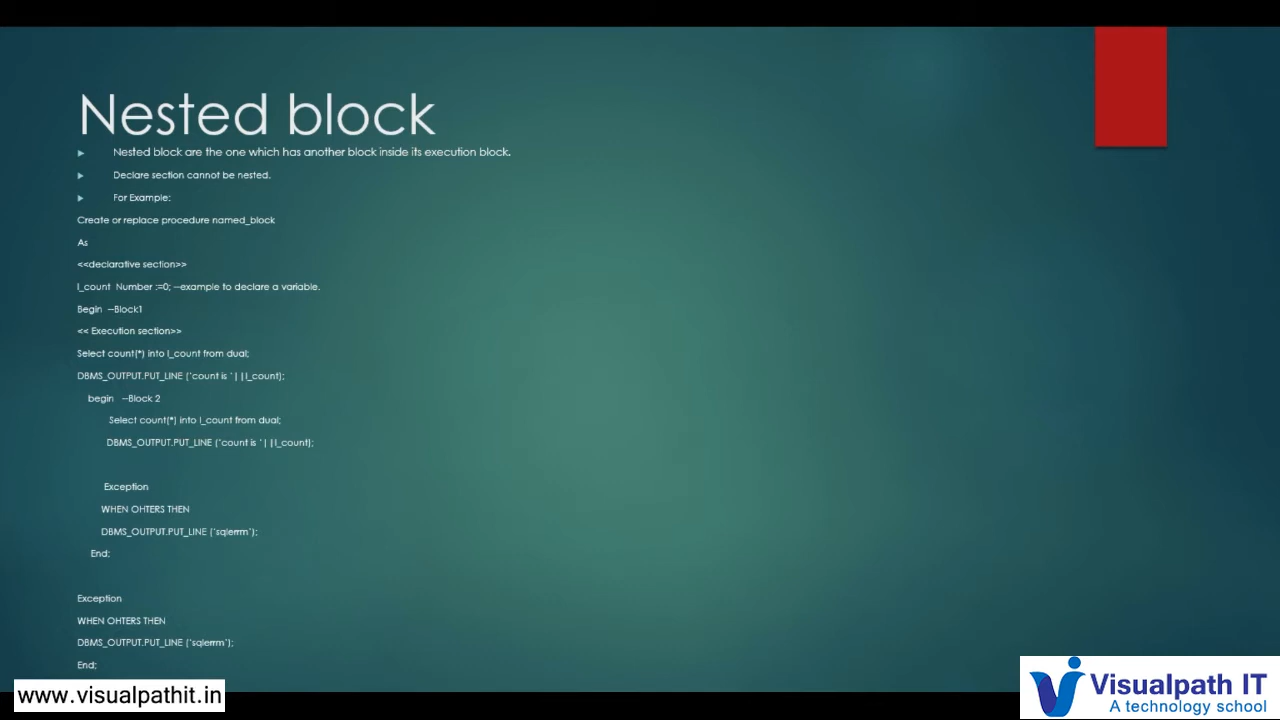 Nested block
Nested block are the one which has another block inside its execution block.
Declare section cannot be nested.
For Example:
Create or replace procedure named_block
As
<<declarative section>>
l_count Number :=0; --example to declare a variable.
Begin --Block1
<< Execution section>>
Select count(*) into l_count from dual;
DBMS_OUTPUT.PUT_LINE ('count is '||l_count);
begin --Block 2
Select count(*) into l_count from dual;
DBMS_OUTPUT.PUT_LINE ('count is '||l_count);
Exception
WHEN OHTERS THEN
DBMS_OUTPUT.PUT_LINE ('sqlerrm');
End;
Exception
WHEN OHTERS THEN
DBMS_OUTPUT.PUT_LINE ('sqlerrm');
End;
www.visualpathit.in
Visualpath IT
A technology school